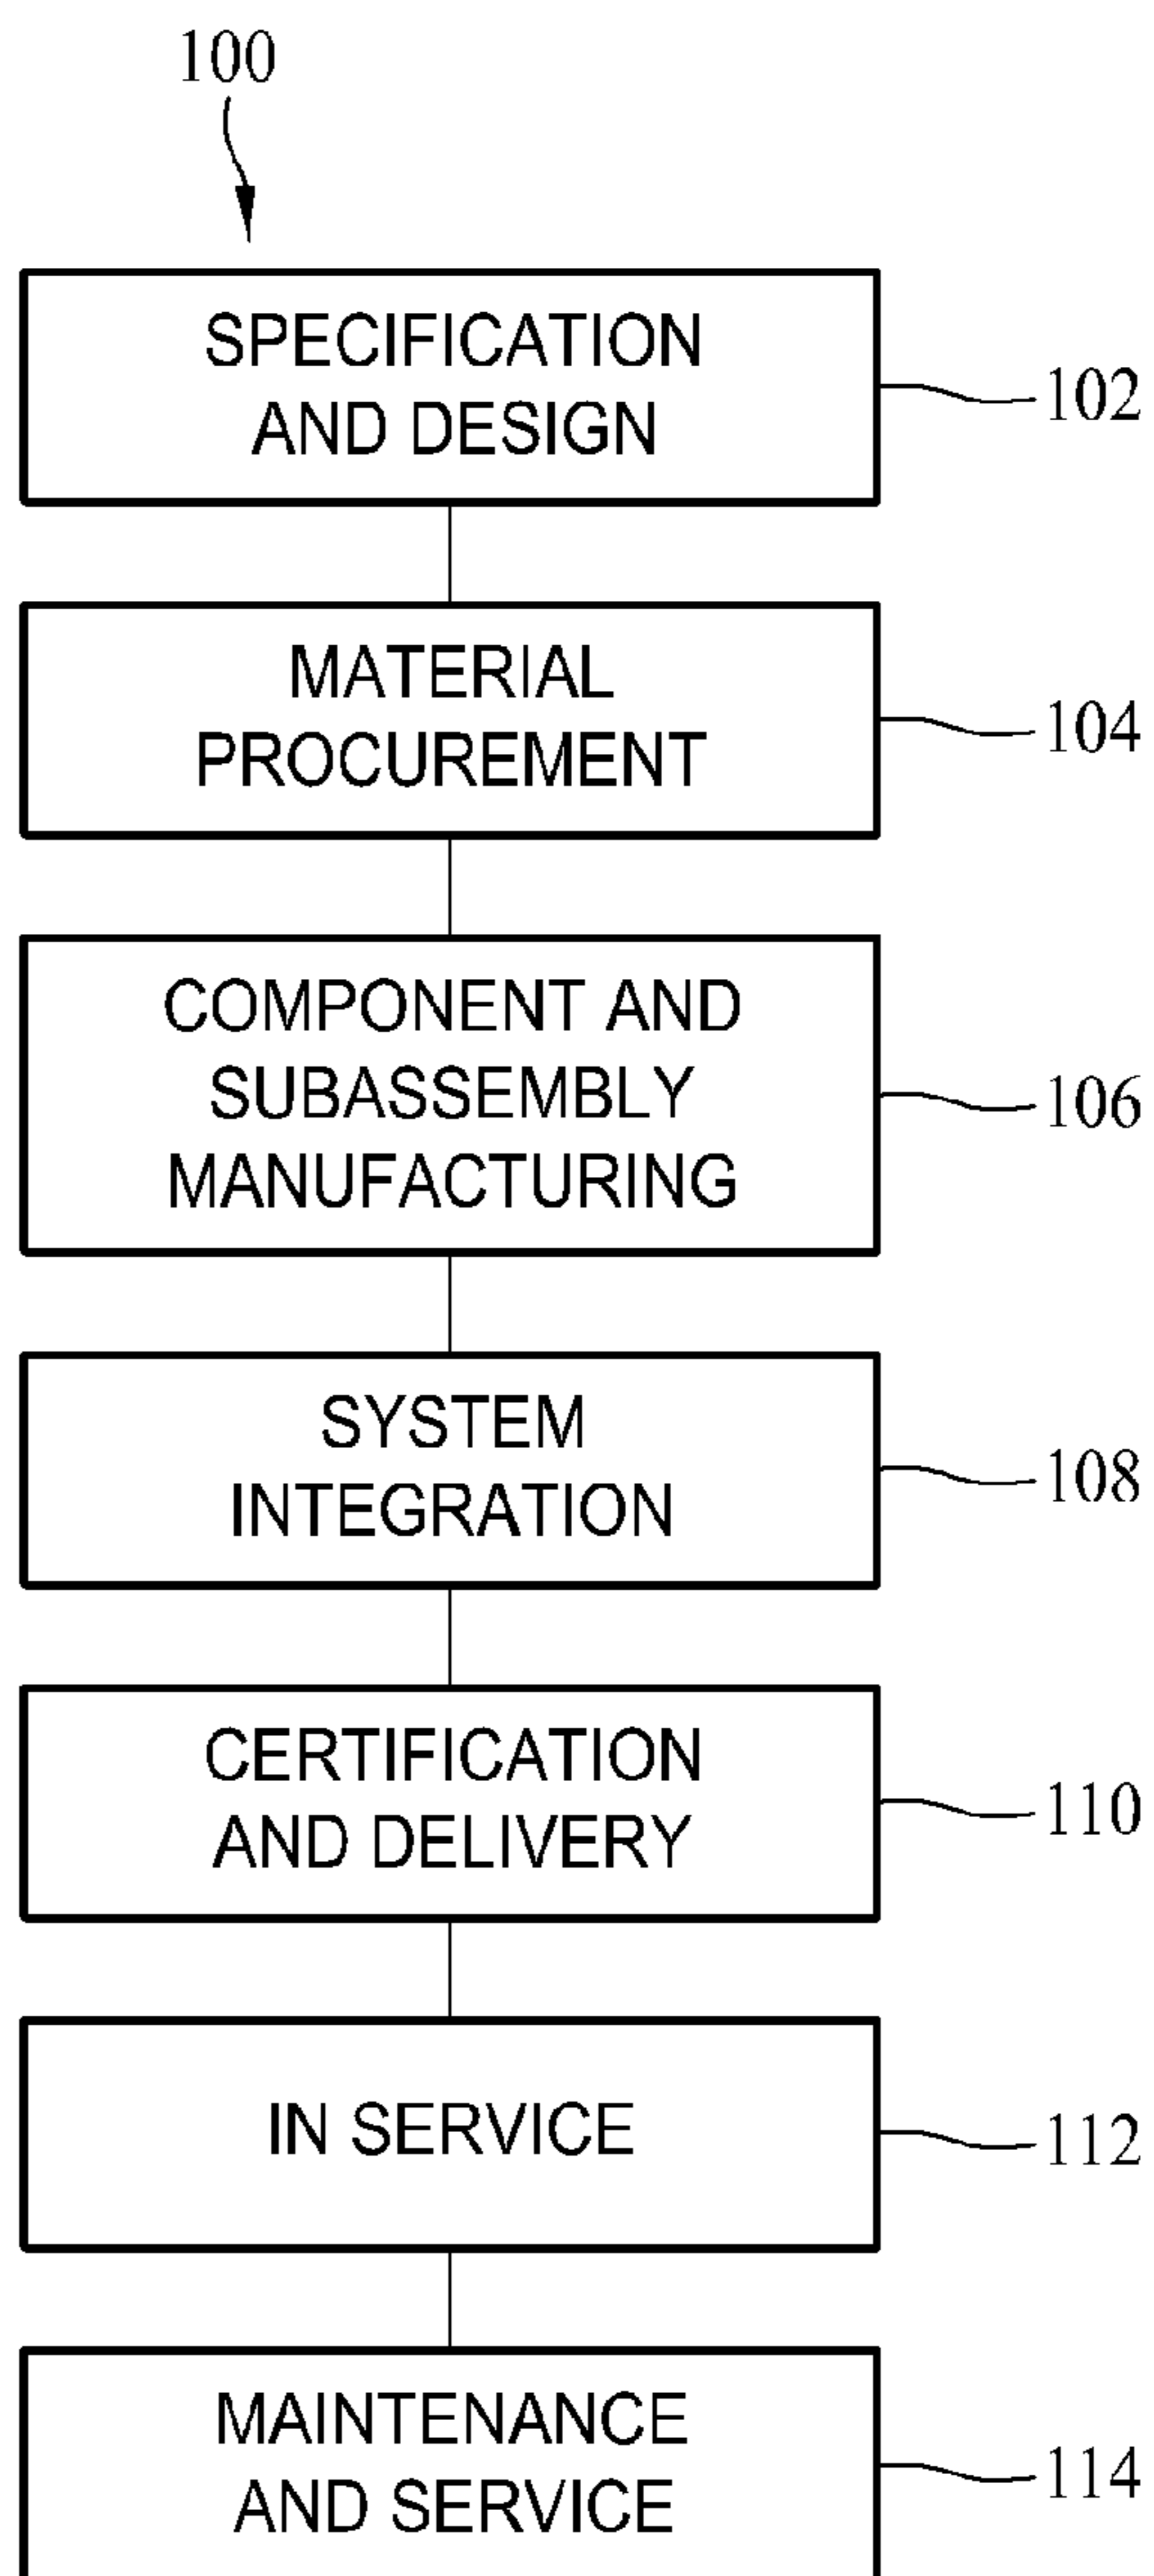 100
SPECIFICATION
AND DESIGN
102
MATERIAL
PROCUREMENT
104
COMPONENT AND
SUBASSEMBLY
MANUFACTURING
106
SYSTEM
INTEGRATION
108
CERTIFICATION
AND DELIVERY
110
IN SERVICE
112
MAINTENANCE
AND SERVICE
114